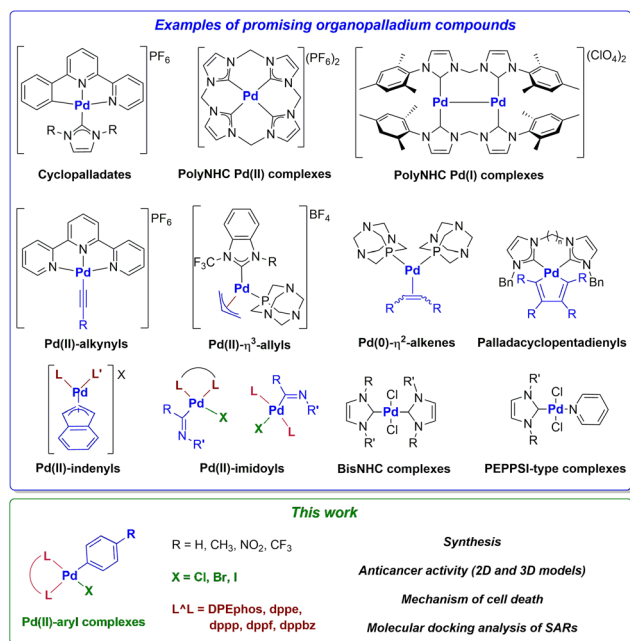 Examples of promising organopalladium compounds
PF6
N
N
Pd
R
N
N
R
Cyclopalladates
(PF6)2
N
N
N
N
Pd
N
N
N
N
PolyNHC Pd(II) complexes
(ClO4)2
N
N
N
N
Pd
Pd
N
N
N
N
PolyNHC Pd(I) complexes
PF6
N
N
N
Pd
R
Pd(II)-alkynyls
BF4
F3C
N
N
R
Pd
P
N
N
N
Pd(II)-η3-allyls
N
N
N
P
N
N
N
P
Pd
R
R
Pd(0)-η2-alkenes
( )n
N
N
N
N
Bn
Pd
Bn
R
R
R
R
Palladacyclopentadienyls
L
L'
X
Pd
Pd(II)-indenyls
L
L
Pd
R
X
N
R'
L
R
N
Pd
R'
X
L
Pd(II)-imidoyls
R
R'
N
Cl
N
Pd
N
Cl
N
R'
R
BisNHC complexes
R'
N
Cl
Pd
N
N
Cl
R
PEPPSI-type complexes
This work
R
L
Pd
L
X
Pd(II)-aryl complexes
R = H, CH3, NO2, CF3
X = Cl, Br, I
L^L = DPEphos, dppe,
dppp, dppf, dppbz
Synthesis
Anticancer activity (2D and 3D models)
Mechanism of cell death
Molecular docking analysis of SARs